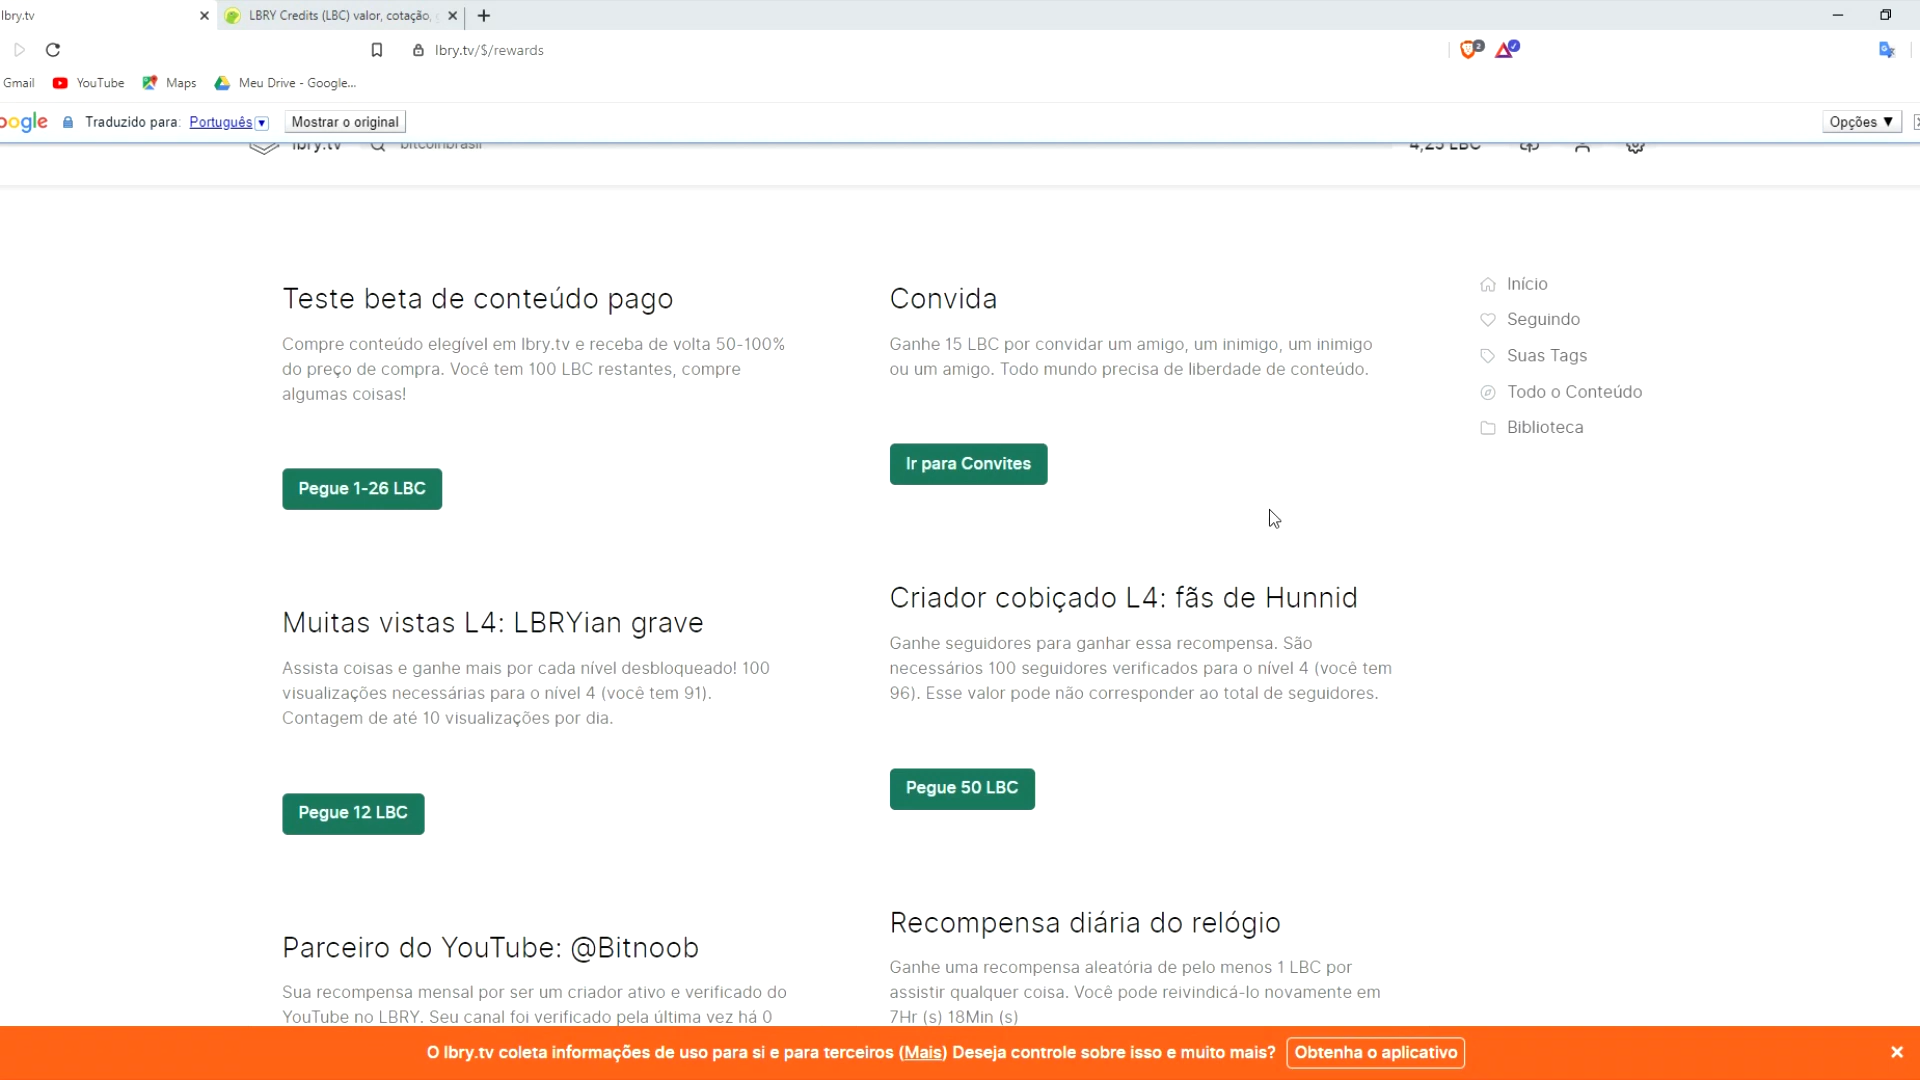 lbry.tv
LBRY Credits (LBC) valor, cotação,
lbry.tv/$/rewards
2
Gmail
YouTube
Maps
Meu Drive - Google...
oogle
Traduzido para: Português
Mostrar o original
Opções ▼
lbry.tv
bitcoinbrasil
4,25 LBC
Teste beta de conteúdo pago
Compre conteúdo elegível em lbry.tv e receba de volta 50-100%
do preço de compra. Você tem 100 LBC restantes, compre
algumas coisas!
Pegue 1-26 LBC
Convida
Ganhe 15 LBC por convidar um amigo, um inimigo, um inimigo
ou um amigo. Todo mundo precisa de liberdade de conteúdo.
Ir para Convites
Início
Seguindo
Suas Tags
Todo o Conteúdo
Biblioteca
Muitas vistas L4: LBRYian grave
Assista coisas e ganhe mais por cada nível desbloqueado! 100
visualizações necessárias para o nível 4 (você tem 91).
Contagem de até 10 visualizações por dia.
Pegue 12 LBC
Criador cobiçado L4: fãs de Hunnid
Ganhe seguidores para ganhar essa recompensa. São
necessários 100 seguidores verificados para o nível 4 (você tem
96). Esse valor pode não corresponder ao total de seguidores.
Pegue 50 LBC
Parceiro do YouTube: @Bitnoob
Sua recompensa mensal por ser um criador ativo e verificado do
YouTube no LBRY. Seu canal foi verificado pela última vez há 0
Recompensa diária do relógio
Ganhe uma recompensa aleatória de pelo menos 1 LBC por
assistir qualquer coisa. Você pode reivindicá-lo novamente em
7Hr (s) 18Min (s)
O lbry.tv coleta informações de uso para si e para terceiros (Mais) Deseja controle sobre isso e muito mais?
Obtenha o aplicativo